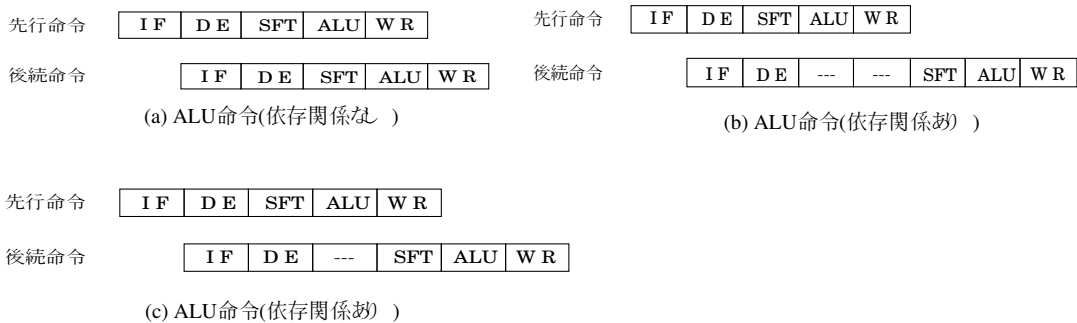 先行命令 IF DE SFT ALU WR
後続命令 IF DE SFT ALU WR
(a) ALU命令(依存関係なし )
先行命令 IF DE SFT ALU WR
後続命令 IF DE --- --- SFT ALU WR
(b) ALU命令(依存関係あり )
先行命令 IF DE SFT ALU WR
後続命令 IF DE --- SFT ALU WR
(c) ALU命令(依存関係あり )